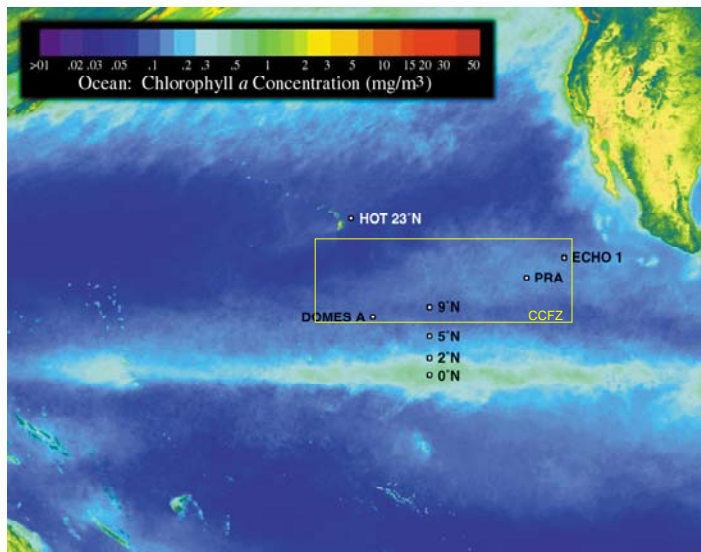 >01 .02 .03 .05 .1 .2 .3 .5 1 2 3 5 10 15 20 30 50
Ocean: Chlorophyll a Concentration (mg/m³)
HOT 23°N
ECHO 1
PRA
9°N
DOMES A
CCFZ
5°N
2°N
0°N